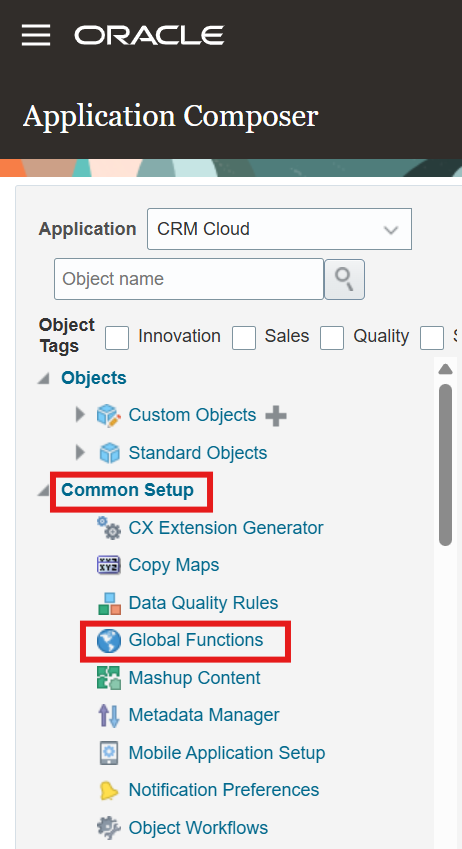 ORACLE
Application Composer
Application CRM Cloud
Object name
Object Tags Innovation Sales Quality
Objects
Custom Objects
Standard Objects
Common Setup
CX Extension Generator
Copy Maps
Data Quality Rules
Global Functions
Mashup Content
Metadata Manager
Mobile Application Setup
Notification Preferences
Object Workflows